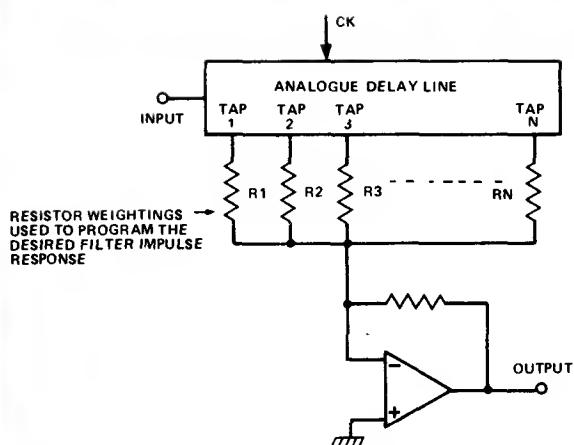 CK
ANALOGUE DELAY LINE
INPUT
TAP
1
TAP
2
TAP
3
TAP
N
R1
R2
R3
RN
RESISTOR WEIGHTINGS
USED TO PROGRAM THE
DESIRED FILTER IMPULSE
RESPONSE
−
+
OUTPUT